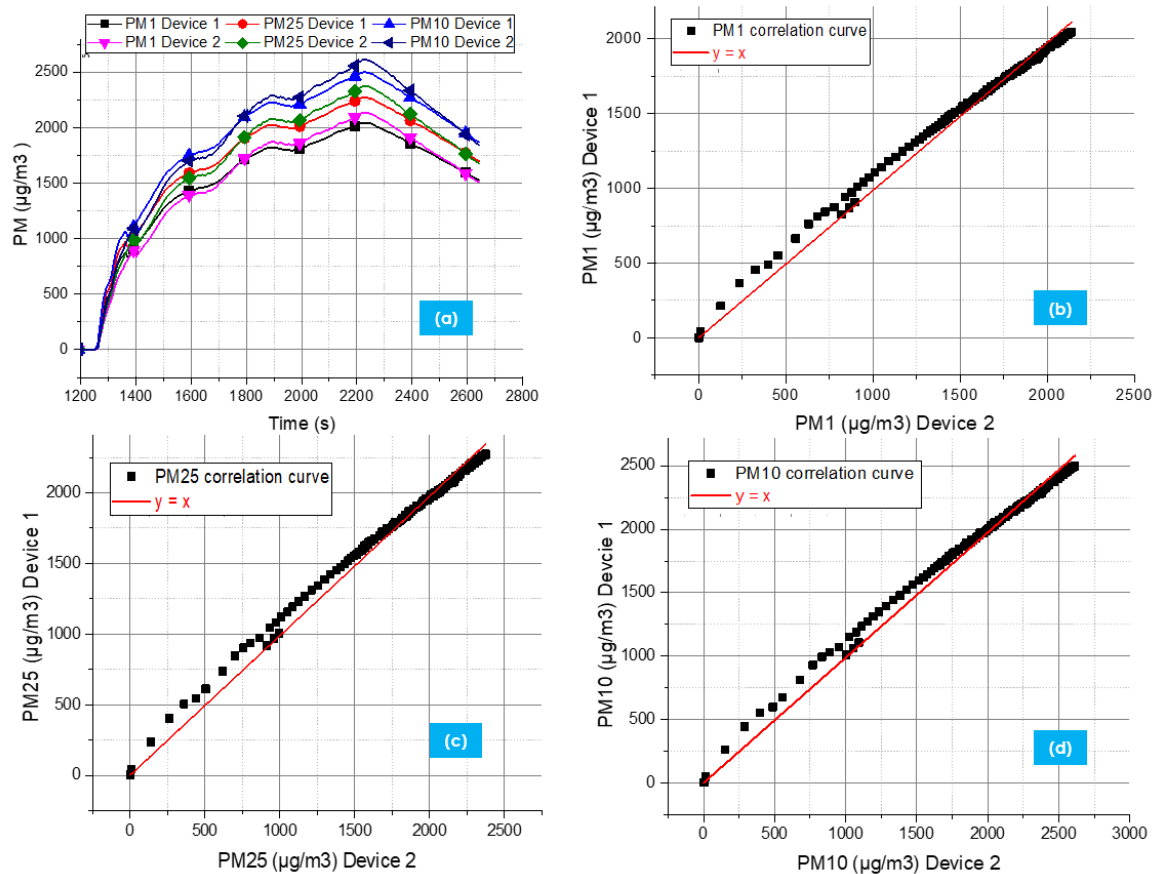 PM1 Device 1 PM25 Device 1 PM10 Device 1
PM1 Device 2 PM25 Device 2 PM10 Device 2
2500
2000
1500
1000
500
0
PM (µg/m3 )
(a)
1200 1400 1600 1800 2000 2200 2400 2600 2800
Time (s)
PM1 correlation curve
y = x
2000
1500
1000
500
0
PM1 (µg/m3) Device 1
(b)
0 500 1000 1500 2000 2500
PM1 (µg/m3) Device 2
PM25 correlation curve
y = x
2000
1500
1000
500
0
PM25 (µg/m3) Device 1
(c)
0 500 1000 1500 2000 2500
PM25 (µg/m3) Device 2
PM10 correlation curve
y = x
2500
2000
1500
1000
500
0
PM10 (µg/m3) Devcie 1
(d)
0 500 1000 1500 2000 2500 3000
PM10 (µg/m3) Device 2